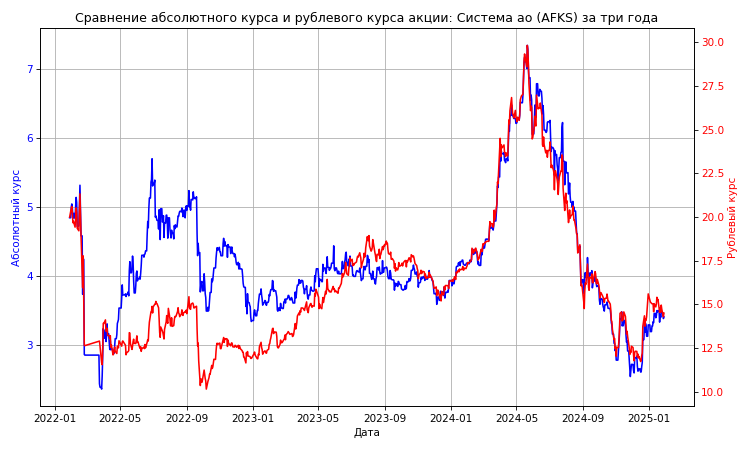 Сравнение абсолютного курса и рублевого курса акции: Система ао (AFKS) за три года
Абсолютный курс
7
6
5
4
3
30.0
27.5
25.0
22.5
20.0
17.5
15.0
12.5
10.0
Рублевый курс
2022-01 2022-05 2022-09 2023-01 2023-05 2023-09 2024-01 2024-05 2024-09 2025-01
Дата